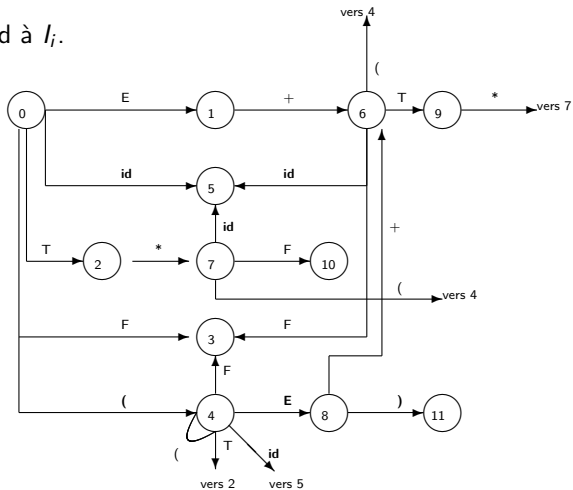 vers 4
d à I_i.
(
E
+
T
*
0
1
6
9
vers 7
id
id
5
id
+
T
*
F
2
7
10
(
vers 4
F
F
3
F
(
E
)
4
8
11
(
T
id
vers 2
vers 5